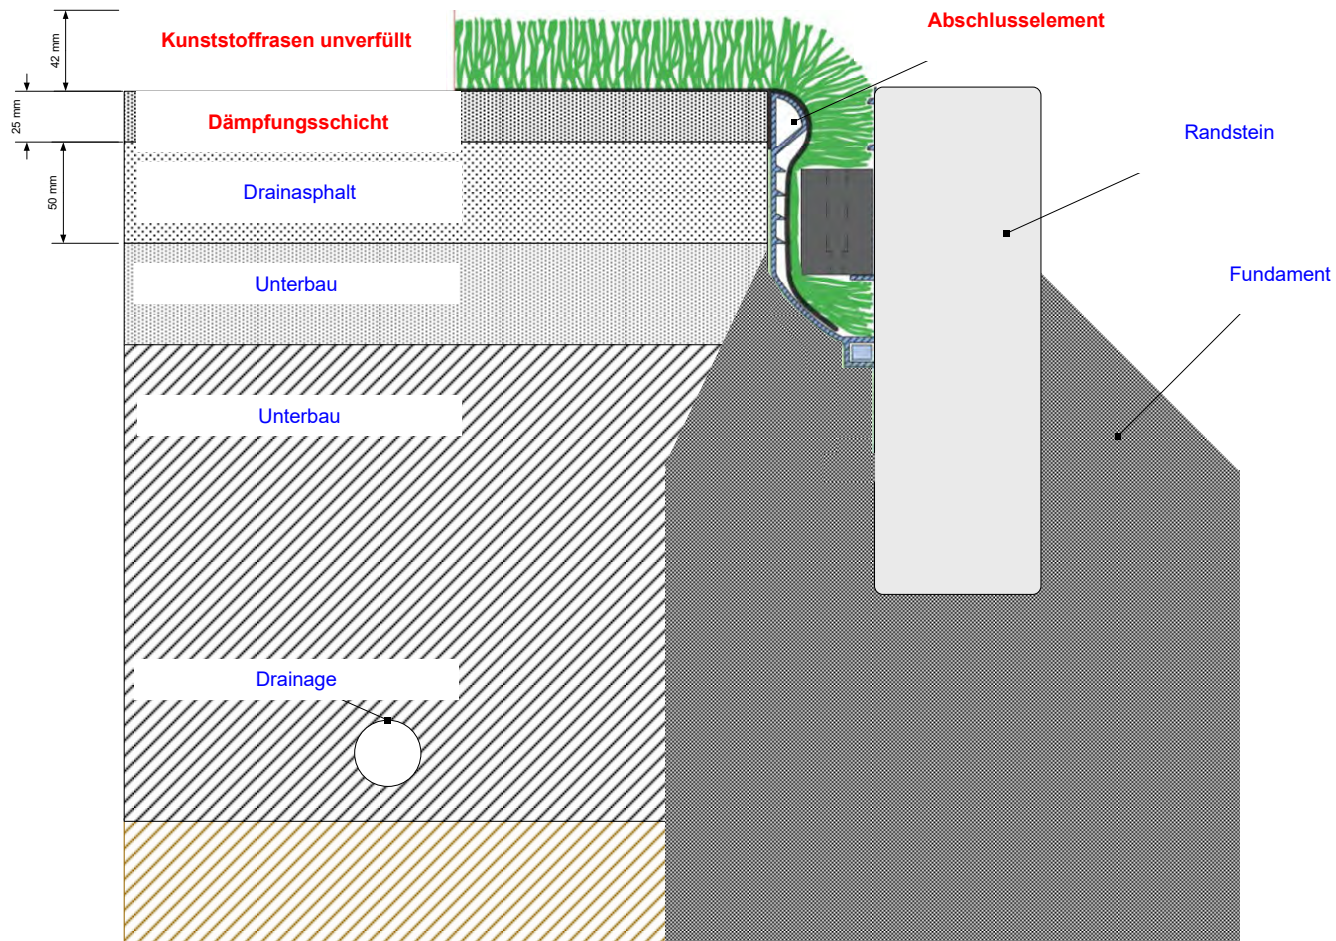 Abschlusselement
Kunststoffrasen unverfüllt
42 mm
25 mm
Dämpfungsschicht
Randstein
50 mm
Drainasphalt
Unterbau
Fundament
Unterbau
Drainage